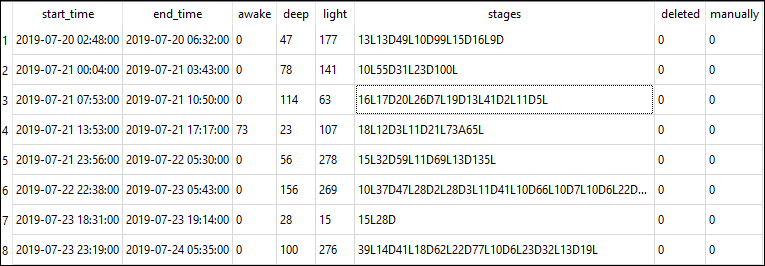 start_time end_time awake deep light stages deleted manually
1 2019-07-20 02:48:00 2019-07-20 06:32:00 0 47 177 13L13D49L10D99L15D16L9D 0 0
2 2019-07-21 00:04:00 2019-07-21 03:43:00 0 78 141 10L55D31L23D100L 0 0
3 2019-07-21 07:53:00 2019-07-21 10:50:00 0 114 63 16L17D20L26D7L19D13L41D2L11D5L 0 0
4 2019-07-21 13:53:00 2019-07-21 17:17:00 73 23 107 18L12D3L11D21L73A65L 0 0
5 2019-07-21 23:56:00 2019-07-22 05:30:00 0 56 278 15L32D59L11D69L13D135L 0 0
6 2019-07-22 22:38:00 2019-07-23 05:43:00 0 156 269 10L37D47L28D2L28D3L11D41L10D66L10D7L10D6L22D... 0 0
7 2019-07-23 18:31:00 2019-07-23 19:14:00 0 28 15 15L28D 0 0
8 2019-07-23 23:19:00 2019-07-24 05:35:00 0 100 276 39L14D41L18D62L22D77L10D6L23D32L13D19L 0 0